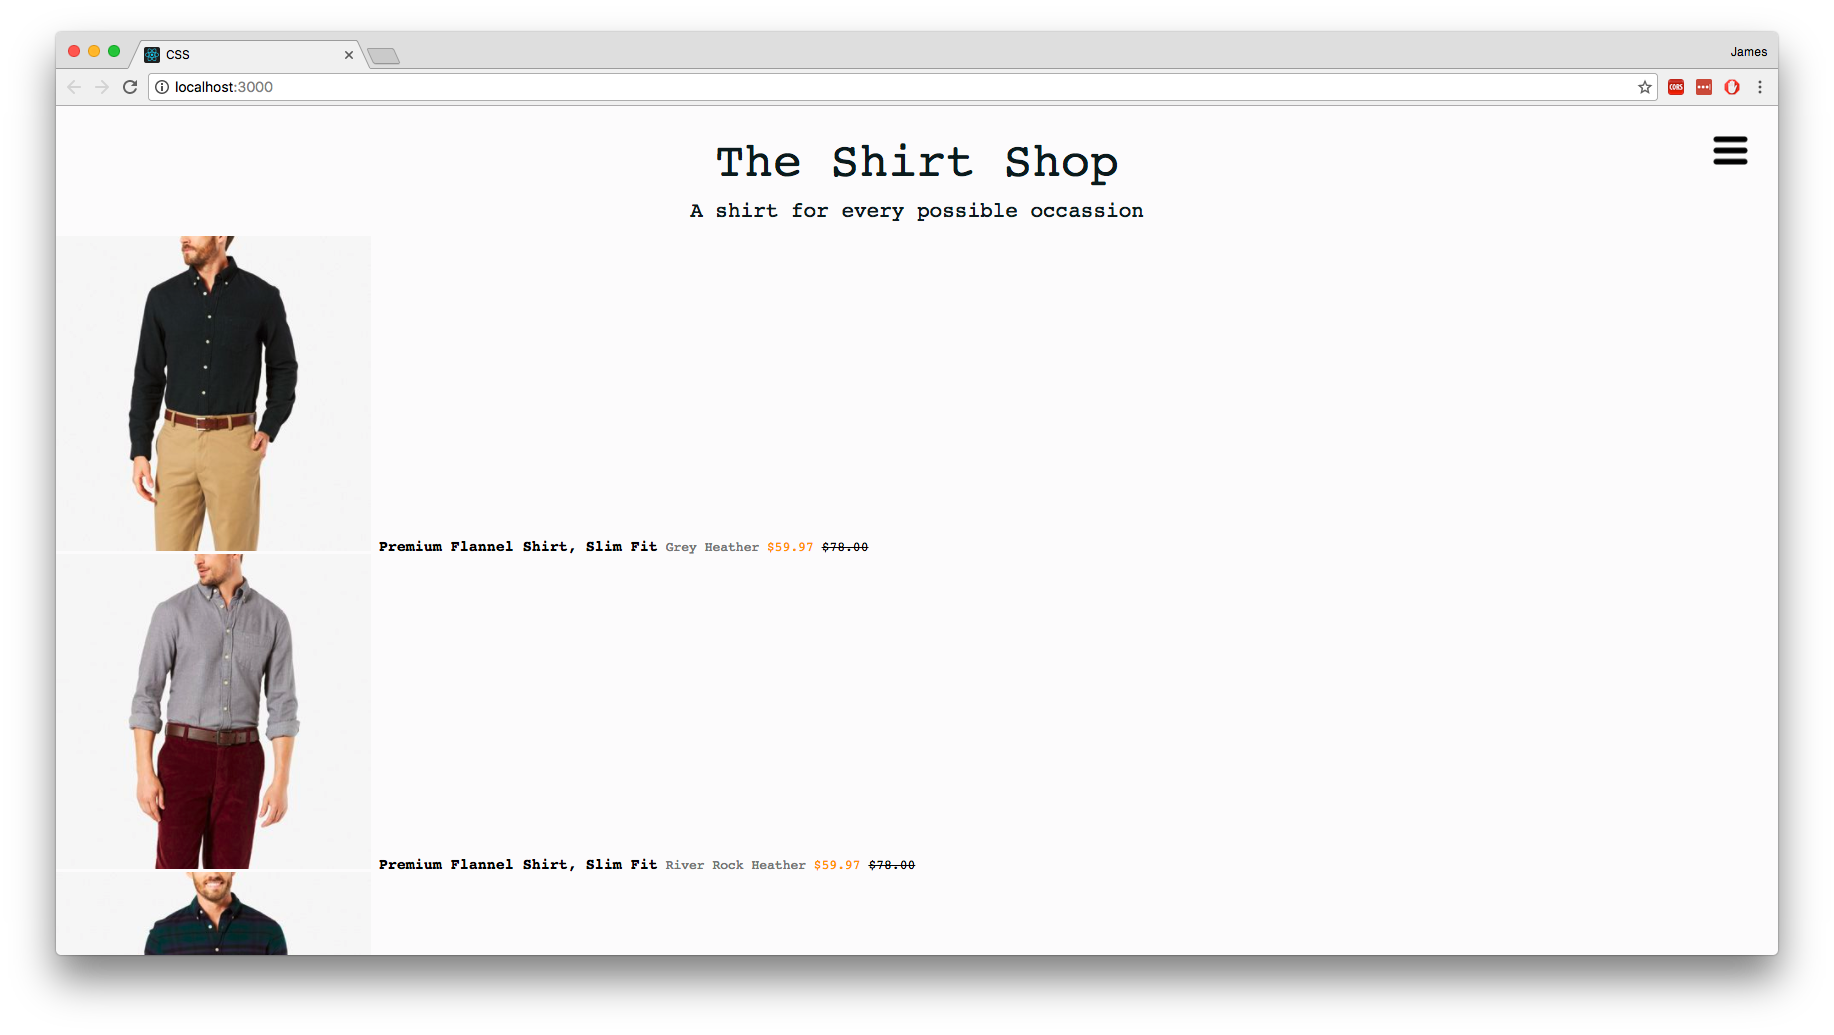 CSS
James
localhost:3000
CORS
The Shirt Shop
A shirt for every possible occassion
Premium Flannel Shirt, Slim Fit Grey Heather $59.97 $78.00
Premium Flannel Shirt, Slim Fit River Rock Heather $59.97 $78.00